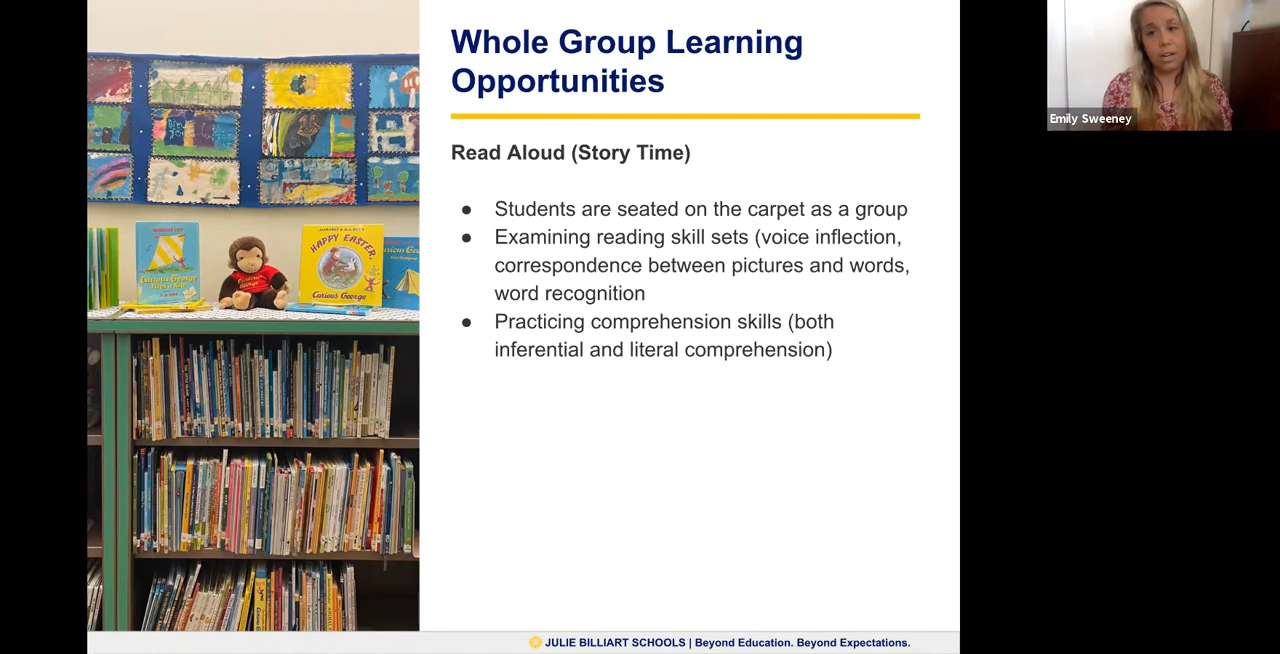 Whole Group Learning
Opportunities
Read Aloud (Story Time)
● Students are seated on the carpet as a group
● Examining reading skill sets (voice inflection,
correspondence between pictures and words,
word recognition
● Practicing comprehension skills (both
inferential and literal comprehension)
JULIE BILLIART SCHOOLS | Beyond Education. Beyond Expectations.
Emily Sweeney
Curious George
HAPPY EASTER,
Curious George